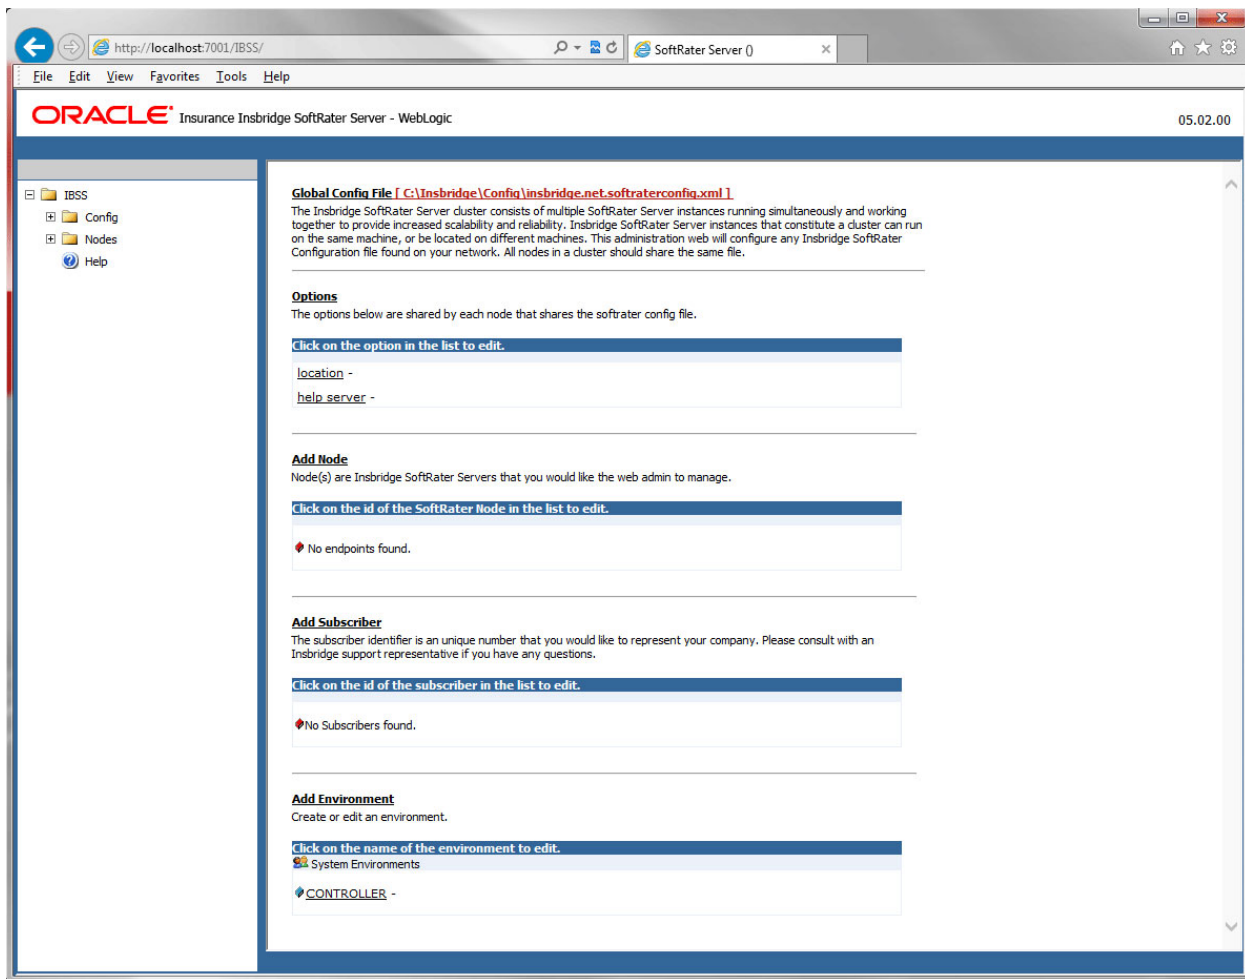 http://localhost:7001/IBSS/
SoftRater Server ()
File Edit View Favorites Tools Help
ORACLE Insurance Insbridge SoftRater Server - WebLogic
05.02.00
IBSS
Config
Nodes
Help
Global Config File [ C:\Insbridge\Config\insbridge.net.softraterconfig.xml ]
The Insbridge SoftRater Server cluster consists of multiple SoftRater Server instances running simultaneously and working
together to provide increased scalability and reliability. Insbridge SoftRater Server instances that constitute a cluster can run
on the same machine, or be located on different machines. This administration web will configure any Insbridge SoftRater
Configuration file found on your network. All nodes in a cluster should share the same file.
Options
The options below are shared by each node that shares the softrater config file.
Click on the option in the list to edit.
location -
help server -
Add Node
Node(s) are Insbridge SoftRater Servers that you would like the web admin to manage.
Click on the id of the SoftRater Node in the list to edit.
No endpoints found.
Add Subscriber
The subscriber identifier is an unique number that you would like to represent your company. Please consult with an
Insbridge support representative if you have any questions.
Click on the id of the subscriber in the list to edit.
No Subscribers found.
Add Environment
Create or edit an environment.
Click on the name of the environment to edit.
System Environments
CONTROLLER -